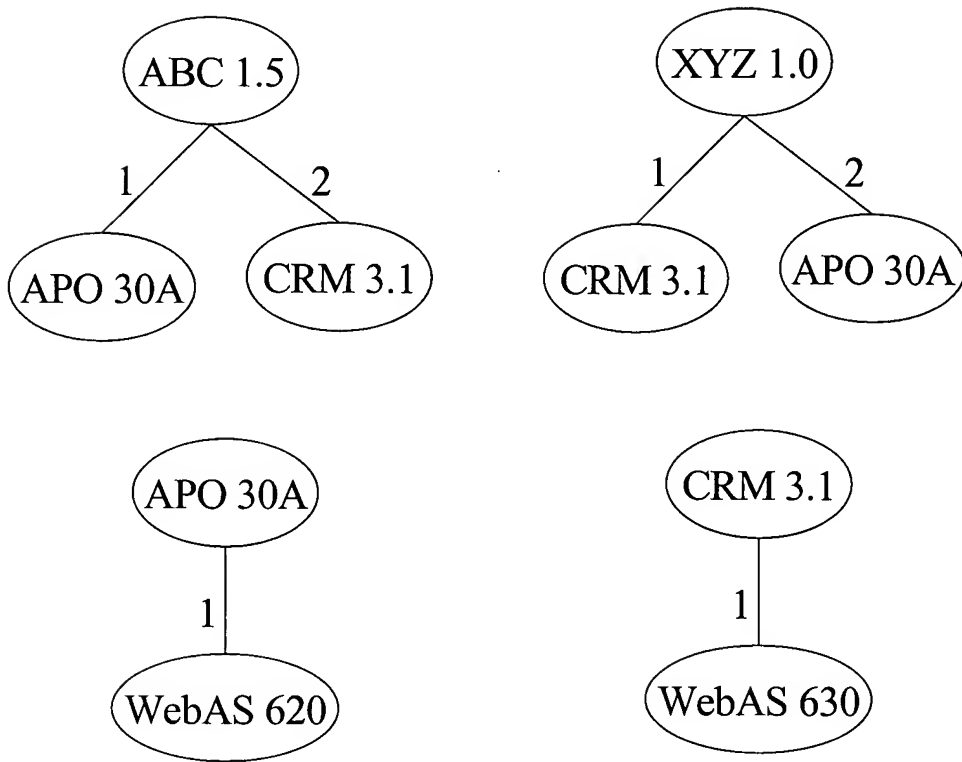 ABC 1.5
XYZ 1.0
1
2
1
2
APO 30A
CRM 3.1
CRM 3.1
APO 30A
APO 30A
CRM 3.1
1
1
WebAS 620
WebAS 630